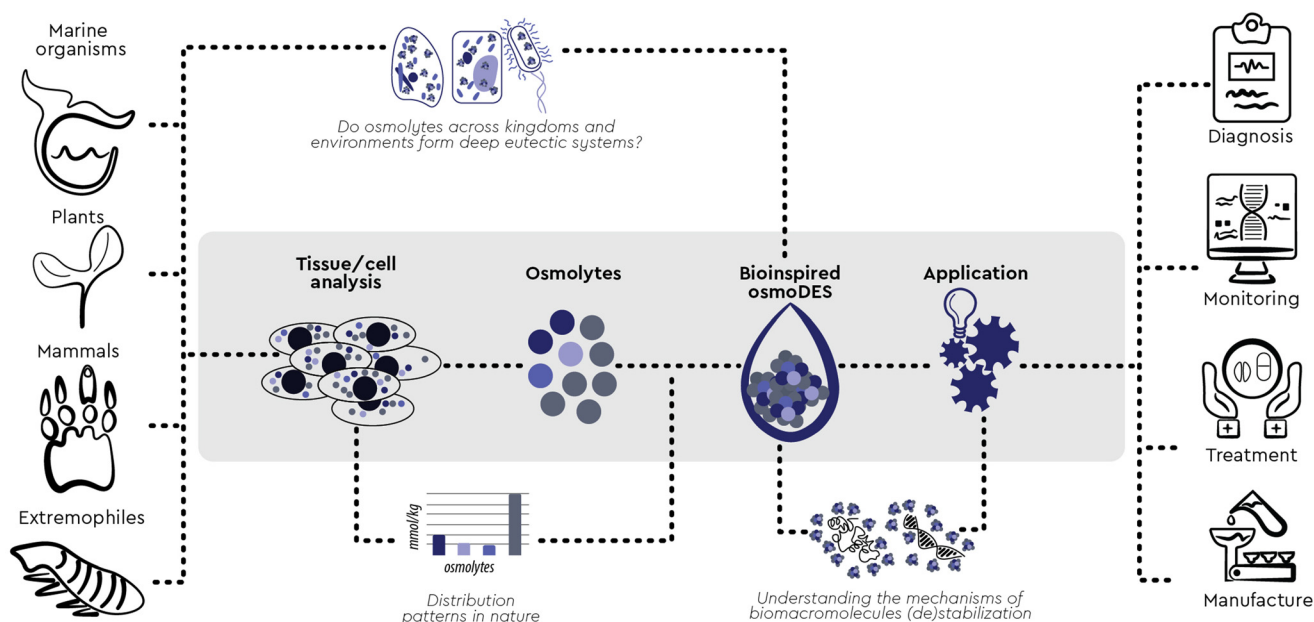 Marine
organisms
Plants
Mammals
Extremophiles
Do osmolytes across kingdoms and
environments form deep eutectic systems?
Tissue/cell
analysis
Osmolytes
Bioinspired
osmoDES
Application
mmol/kg
osmolytes
Distribution
patterns in nature
Understanding the mechanisms of
biomacromolecules (de)stabilization
Diagnosis
Monitoring
Treatment
Manufacture